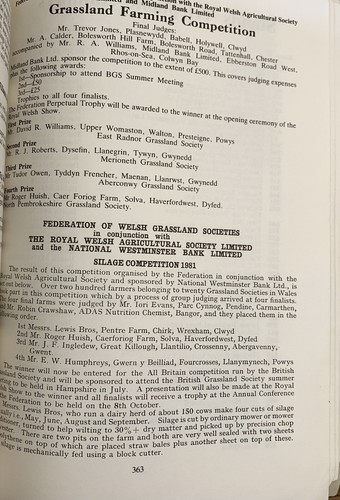 with the Royal Welsh Agricultural Society
and Midland Bank Limited
Grassland Farming Competition
Final Judges:
Mr. Trevor Jones, Plasnewydd, Babell, Holywell, Clwyd
Mr. A. Calder, Bolesworth Hill Farm, Bolesworth Road, Tattenhall, Chester
accompanied by Mr. R. A. Williams, Midland Bank Limited, Ebberston Road West,
Rhos-on-Sea, Colwyn Bay
Midland Bank Ltd. sponsor the competition to the extent of £500. This covers judging expenses
the following awards:
1st—Sponsorship to attend BGS Summer Meeting
2nd—£50
3rd—£25
Trophies to all four finalists.
The Federation Perpetual Trophy will be awarded to the winner at the opening ceremony of the
Royal Welsh Show.
Prize
Mr. David R. Williams, Upper Womaston, Walton, Presteigne, Powys
East Radnor Grassland Society
Second Prize
R. J. Roberts, Dysefin, Llanegrin, Tywyn, Gwynedd
Merioneth Grassland Society
Third Prize
Tudor Owen, Tyddyn Frencher, Maenan, Llanrwst, Gwynedd
Aberconwy Grassland Society
Fourth Prize
Mr Roger Huish, Caer Foriog Farm, Solva, Haverfordwest, Dyfed.
Pembrokeshire Grassland Society.
FEDERATION OF WELSH GRASSLAND SOCIETIES
in conjunction with
THE ROYAL WELSH AGRICULTURAL SOCIETY LIMITED
and the NATIONAL WESTMINSTER BANK LIMITED
SILAGE COMPETITION 1981
The result of this competition organised by the Federation in conjunction with the
Royal Welsh Agricultural Society and sponsored by National Westminster Bank Ltd., is
set out below. Over two hundred farmers belonging to twenty Grassland Societies in Wales
took part in this competition which by a process of group judging arrived at four finalists.
The four final farms were judged by Mr. Iori Evans, Parc Cynnog, Pendine, Carmarthen,
Mr. Robin Crawshaw, ADAS Nutrition Chemist, Bangor, and they placed them in the
following order.
1st Messrs. Lewis Bros, Pentre Farm, Chirk, Wrexham, Clwyd
2nd Mr Roger Huish, Caerforiog Farm, Solva, Haverfordwest, Dyfed
3rd Mr. J. F. Ingledew, Great Killough, Llantilio, Crossenny, Abergavenny,
Gwent
4th Mr E. W. Humphreys, Gwern y Beilliad, Fourcrosses, Llanymynech, Powys
The winner will now be entered for the All Britain competition run by the British
Grassland Society and will be sponsored to attend the British Grassland Society summer
meeting to be held in Hampshire in July. A presentation will also be made at the Royal
Welsh Show to the winner and all finalists will receive a trophy at the Annual Conference
of the Federation to be held on the 8th October.
Messrs. Lewis Bros, who run a dairy herd of about 150 cows make four cuts of silage
i.e., May, June, August and September. Silage is cut by ordinary mower or mower
conditioner, turned to help wilting to 30%+ dry matter and picked up by precision chop
There are two pits on the farm and both are very well sealed with two sheets
polythene on top of which are placed straw bales plus another sheet on top of these.
silage is mechanically fed using a block cutter.
363